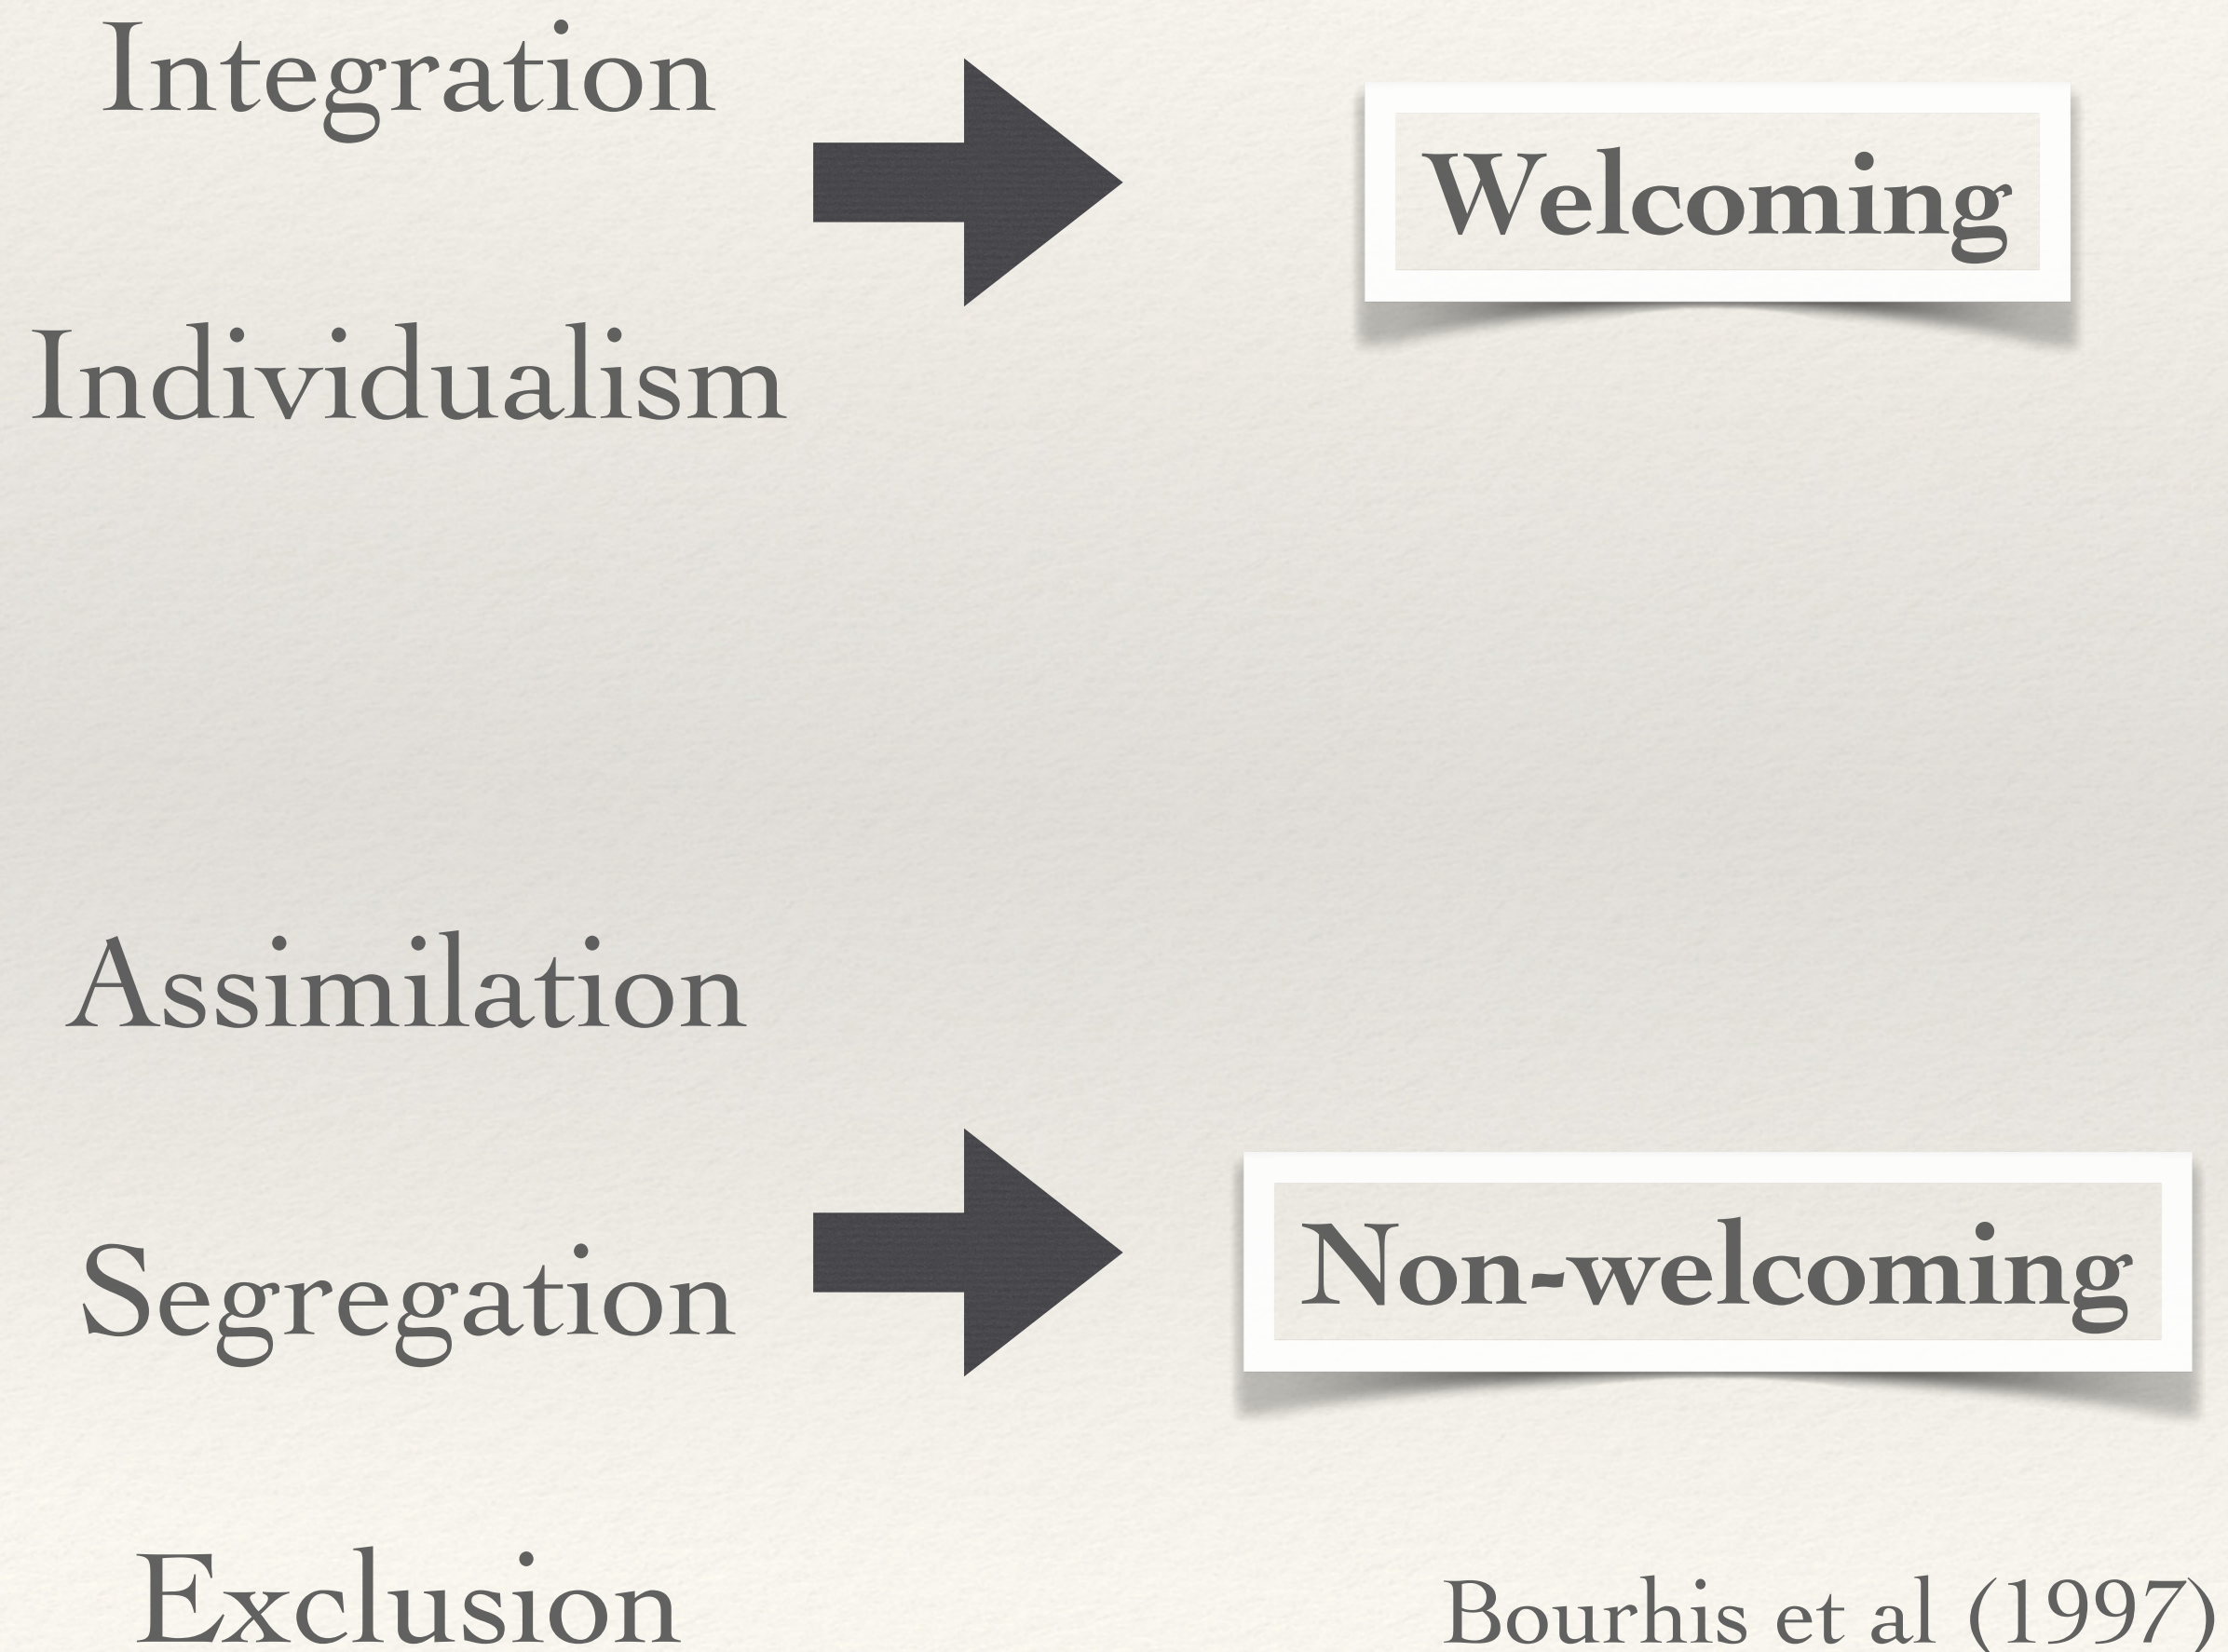 Integration
Welcoming
Individualism
Assimilation
Segregation
Non-welcoming
Exclusion
Bourhis et al (1997)